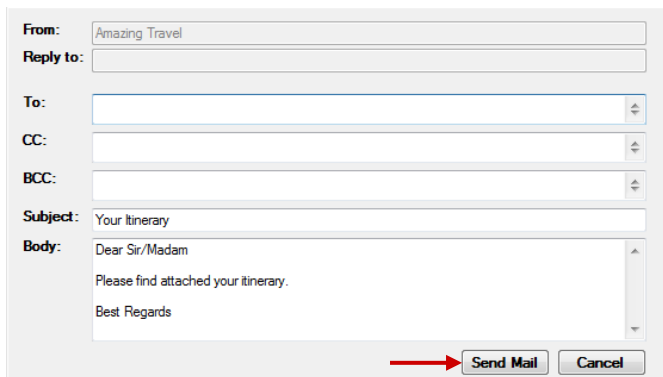 From: Amazing Travel
Reply to:
To:
CC:
BCC:
Subject: Your Itinerary
Body: Dear Sir/Madam
Please find attached your itinerary.
Best Regards
Send Mail Cancel